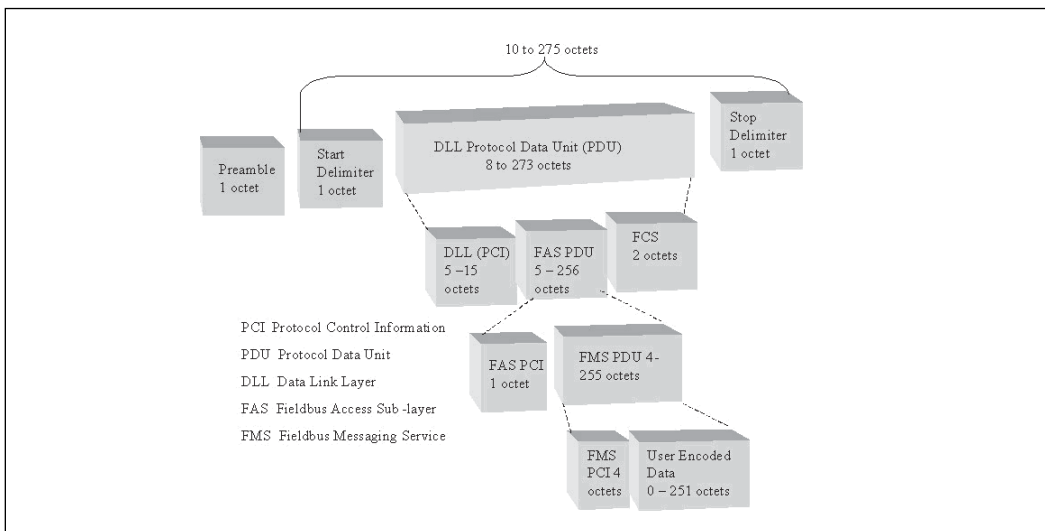 10 to 275 octets
Preamble
1 octet
Start
Delimiter
1 octet
DLL Protocol Data Unit (PDU)
8 to 273 octets
Stop
Delimiter
1 octet
DLL (PCI)
5 –15
octets
FAS PDU
5 – 256
octets
FCS
2 octets
PCI Protocol Control Information
PDU Protocol Data Unit
DLL Data Link Layer
FAS Fieldbus Access Sub -layer
FMS Fieldbus Messaging Service
FAS PCI
1 octet
FMS PDU 4-
255 octets
FMS
PCI 4
octets
User Encoded
Data
0 – 251 octets